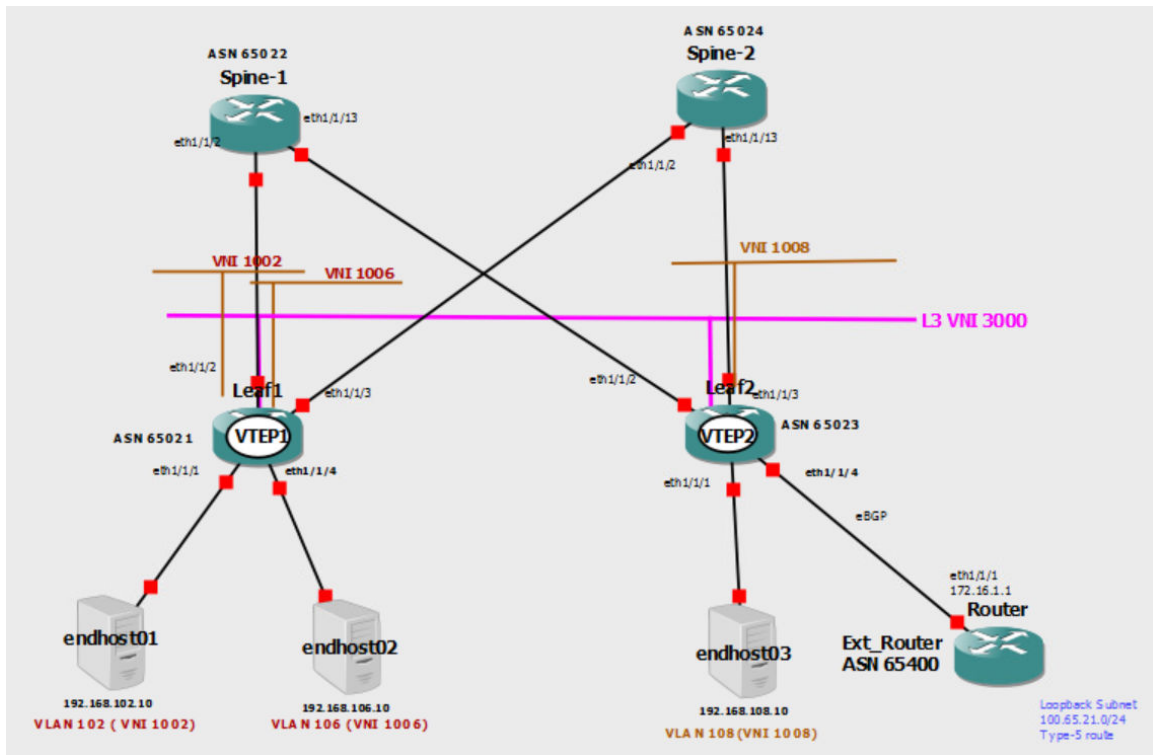 ASN 65022
Spine-1
eth1/1/13
eth1/1/2
ASN 65024
Spine-2
eth1/1/13
eth1/1/2
VNI 1002
VNI 1006
VNI 1008
L3 VNI 3000
eth1/1/2
Leaf1
eth1/1/3
VTEP1
ASN 65021
eth1/1/1
eth1/1/4
eth1/1/2
Leaf2
eth1/1/3
VTEP2
ASN 65023
eth1/1/1
eth1/1/4
eBGP
eth1/1/1
172.16.1.1
Router
Ext_Router
ASN 65400
endhost01
192.168.102.10
VLAN 102 ( VNI 1002)
endhost02
192.168.106.10
VLAN 106 (VNI 1006)
endhost03
192.168.108.10
VLAN 108(VNI 1008)
Loopback Subnet
100.65.21.0/24
Type-5 route